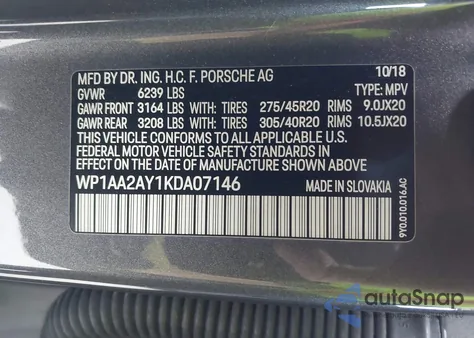 MFD. BY DR. ING. H.C. F. PORSCHE AG 10/18
GVWR 6239 LBS TYPE: MPV
GAWR FRONT 3164 LBS WITH: TIRES 275/45R20 RIMS 9.0JX20
GAWR REAR 3208 LBS WITH: TIRES 305/40R20 RIMS 10.5JX20
THIS VEHICLE CONFORMS TO ALL APPLICABLE U.S.
FEDERAL MOTOR VEHICLE SAFETY STANDARDS IN
EFFECT ON THE DATE OF MANUFACTURE SHOWN ABOVE
WP1AA2AY1KDA07146 MADE IN SLOVAKIA
9Y0.010.016.AC
autoSnap